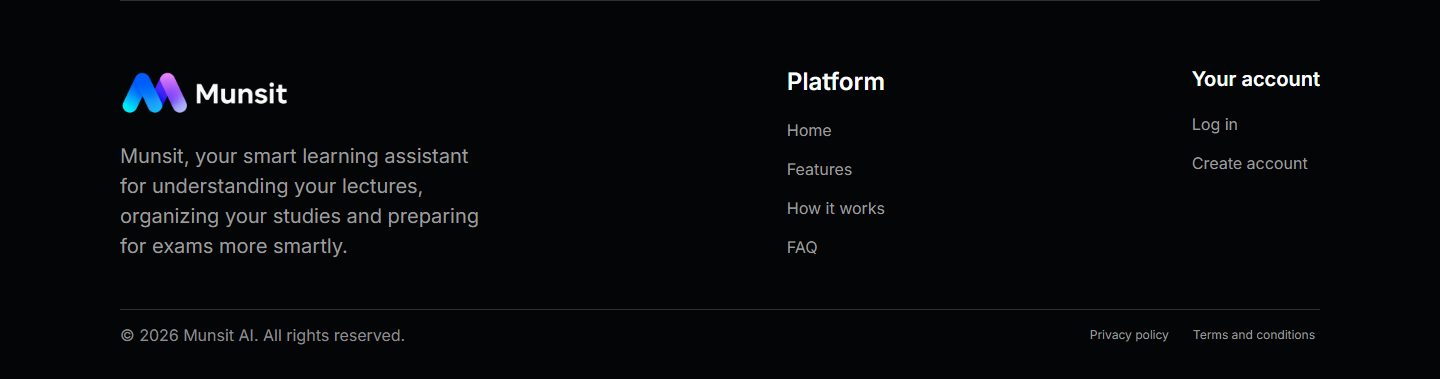 Munsit
Munsit, your smart learning assistant
for understanding your lectures,
organizing your studies and preparing
for exams more smartly.
Platform
Home
Features
How it works
FAQ
Your account
Log in
Create account
© 2026 Munsit AI. All rights reserved.
Privacy policy
Terms and conditions